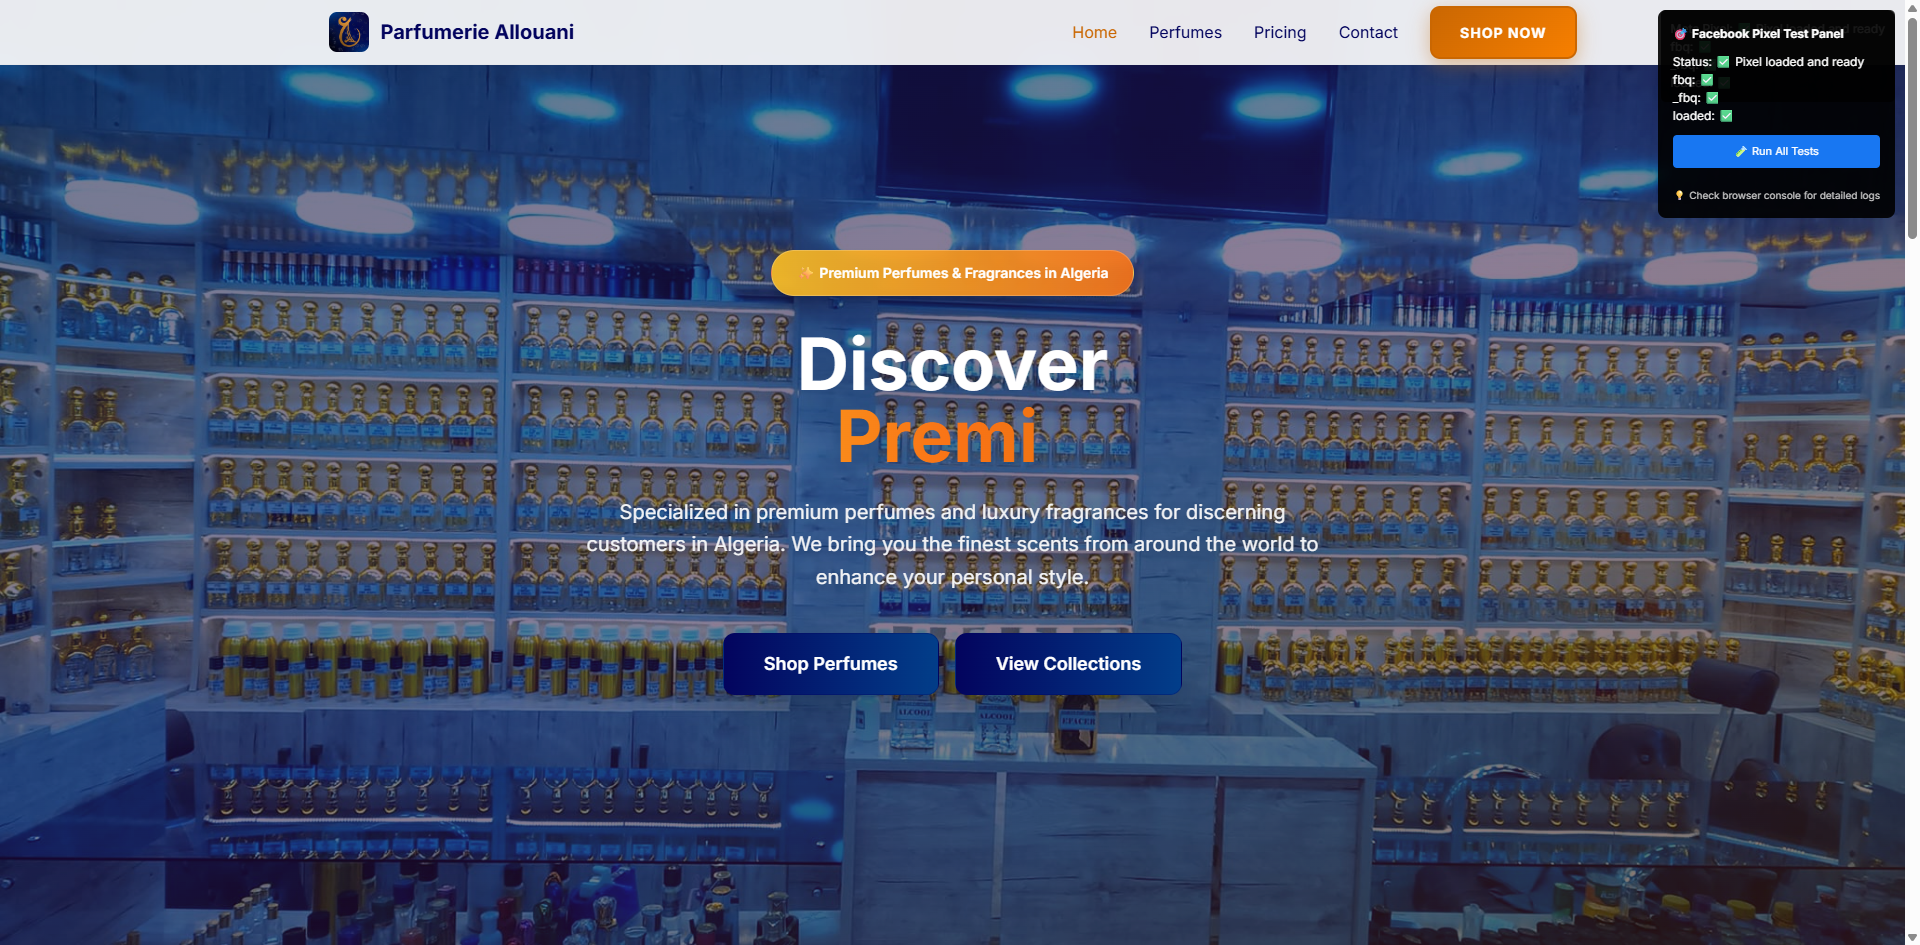 Parfumerie Allouani
Home
Perfumes
Pricing
Contact
SHOP NOW
🎯 Facebook Pixel Test Panel
Status: ✅ Pixel loaded and ready
fbq: ✅
_fbq: ✅
loaded: ✅
🧪 Run All Tests
💡 Check browser console for detailed logs
✨ Premium Perfumes & Fragrances in Algeria
Discover
Premi
Specialized in premium perfumes and luxury fragrances for discerning
customers in Algeria. We bring you the finest scents from around the world to
enhance your personal style.
Shop Perfumes
View Collections
ALCOOL
ALCOOL
EFACER